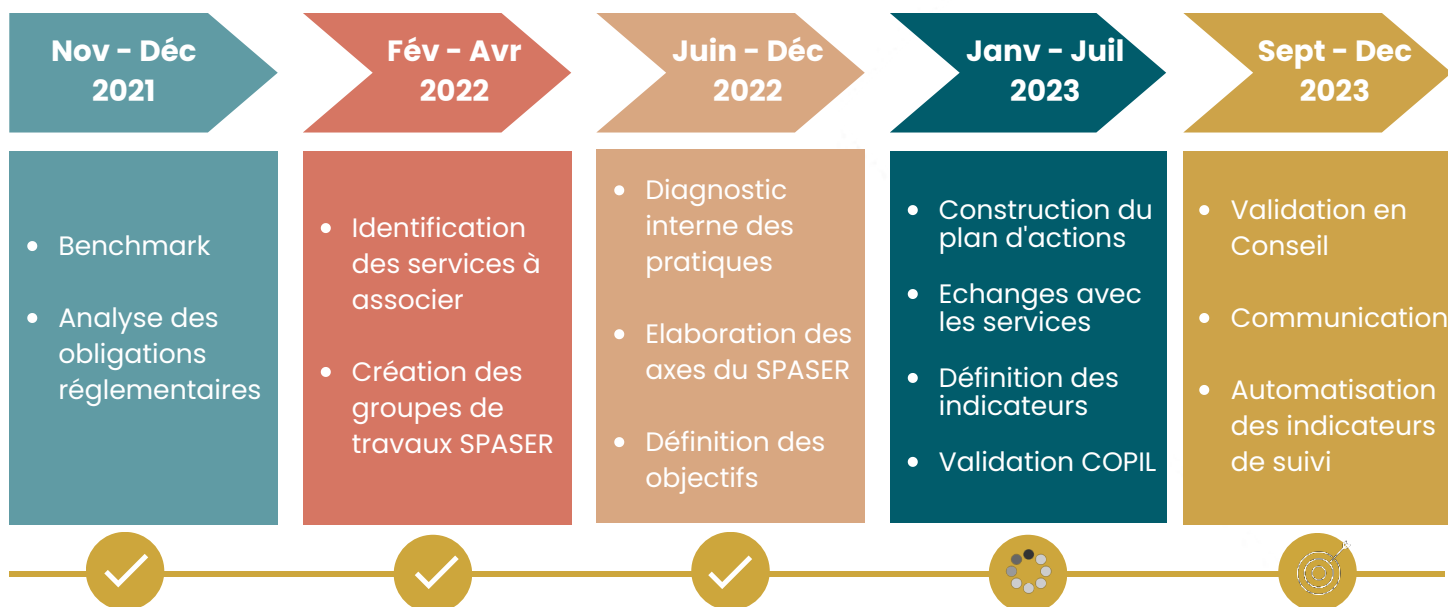 Nov - Déc
2021
Fév - Avr
2022
Juin - Déc
2022
Janv - Juil
2023
Sept - Dec
2023
• Benchmark
• Analyse des
obligations
réglementaires
• Identification
des services à
associer
• Création des
groupes de
travaux SPASER
• Diagnostic
interne des
pratiques
• Elaboration des
axes du SPASER
• Définition des
objectifs
• Construction du
plan d'actions
• Echanges avec
les services
• Définition des
indicateurs
• Validation COPIL
• Validation en
Conseil
• Communication
• Automatisation
des indicateurs
de suivi